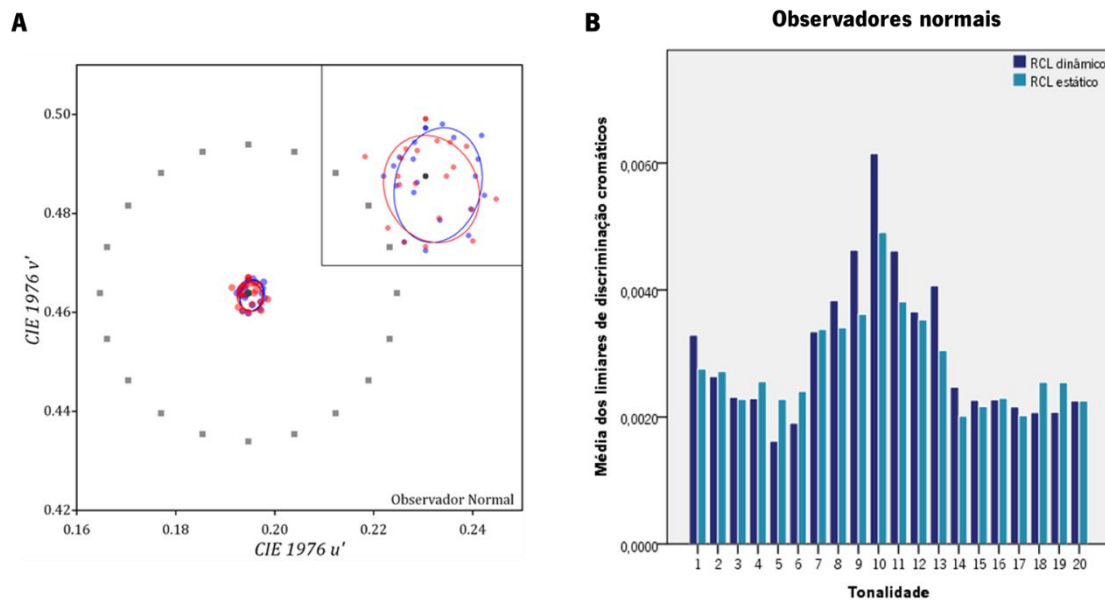 A
CIE 1976 v'
0.50
0.48
0.46
0.44
0.42
0.16
0.18
0.20
0.22
0.24
Observador Normal
CIE 1976 u'
B
Observadores normais
RCL dinâmico
RCL estático
Média dos limiares de discriminação cromáticos
0,0060
0,0040
0,0020
0,0000
1 2 3 4 5 6 7 8 9 10 11 12 13 14 15 16 17 18 19 20
Tonalidade